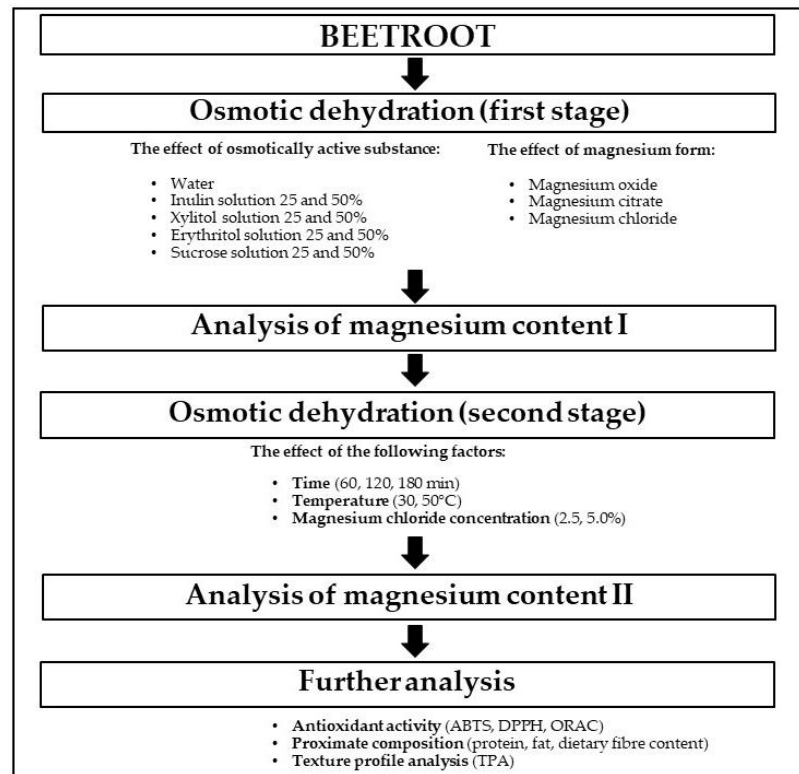 BEETROOT
Osmotic dehydration (first stage)
The effect of osmotically active substance:
• Water
• Inulin solution 25 and 50%
• Xylitol solution 25 and 50%
• Erythritol solution 25 and 50%
• Sucrose solution 25 and 50%
The effect of magnesium form:
• Magnesium oxide
• Magnesium citrate
• Magnesium chloride
Analysis of magnesium content I
Osmotic dehydration (second stage)
The effect of the following factors:
• Time (60, 120, 180 min)
• Temperature (30, 50°C)
• Magnesium chloride concentration (2.5, 5.0%)
Analysis of magnesium content II
Further analysis
• Antioxidant activity (ABTS, DPPH, ORAC)
• Proximate composition (protein, fat, dietary fibre content)
• Texture profile analysis (TPA)